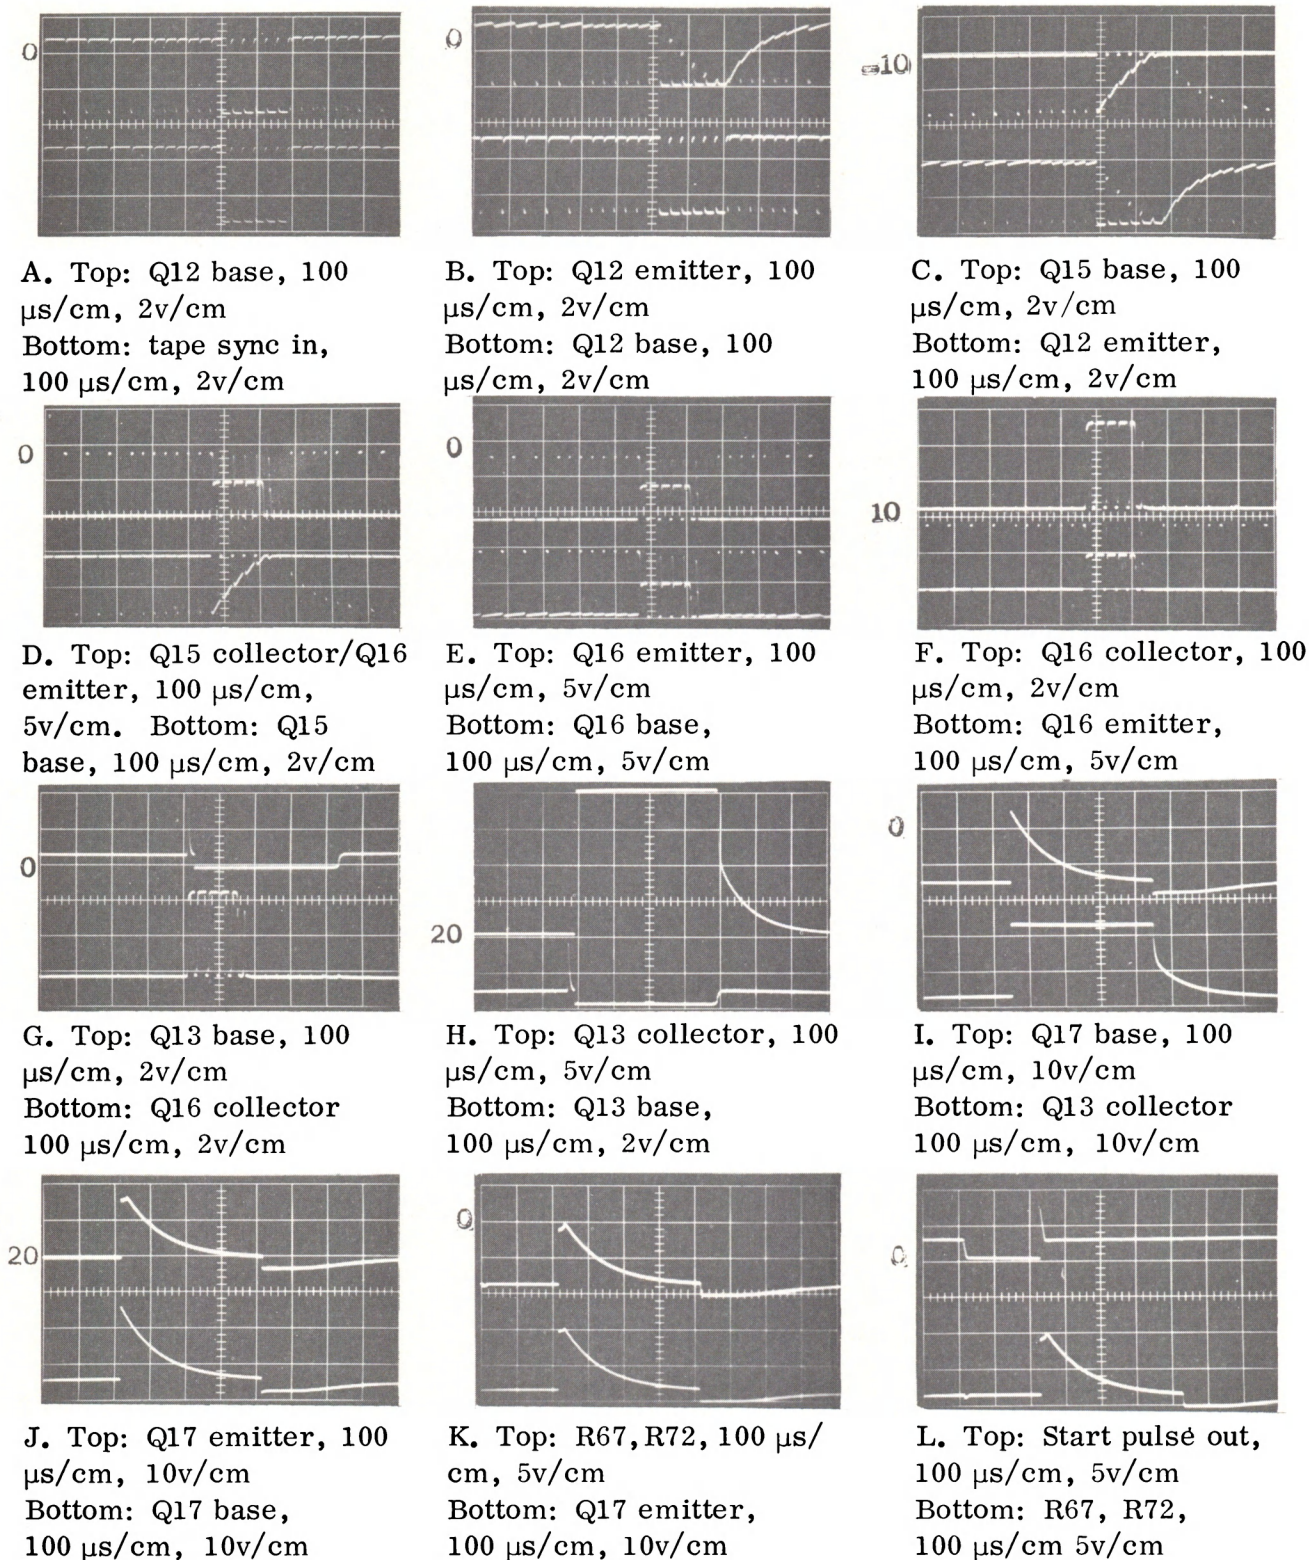 0
0
-10
A. Top: Q12 base, 100
µs/cm, 2v/cm
Bottom: tape sync in,
100 µs/cm, 2v/cm
B. Top: Q12 emitter, 100
µs/cm, 2v/cm
Bottom: Q12 base, 100
µs/cm, 2v/cm
C. Top: Q15 base, 100
µs/cm, 2v/cm
Bottom: Q12 emitter,
100 µs/cm, 2v/cm
0
0
10
D. Top: Q15 collector/Q16
emitter, 100 µs/cm,
5v/cm. Bottom: Q15
base, 100 µs/cm, 2v/cm
E. Top: Q16 emitter, 100
µs/cm, 5v/cm
Bottom: Q16 base,
100 µs/cm, 5v/cm
F. Top: Q16 collector, 100
µs/cm, 2v/cm
Bottom: Q16 emitter,
100 µs/cm, 5v/cm
0
20
0
G. Top: Q13 base, 100
µs/cm, 2v/cm
Bottom: Q16 collector
100 µs/cm, 2v/cm
H. Top: Q13 collector, 100
µs/cm, 5v/cm
Bottom: Q13 base,
100 µs/cm, 2v/cm
I. Top: Q17 base, 100
µs/cm, 10v/cm
Bottom: Q13 collector
100 µs/cm, 10v/cm
20
0
0
J. Top: Q17 emitter, 100
µs/cm, 10v/cm
Bottom: Q17 base,
100 µs/cm, 10v/cm
K. Top: R67, R72, 100 µs/
cm, 5v/cm
Bottom: Q17 emitter,
100 µs/cm, 10v/cm
L. Top: Start pulse out,
100 µs/cm, 5v/cm
Bottom: R67, R72,
100 µs/cm 5v/cm